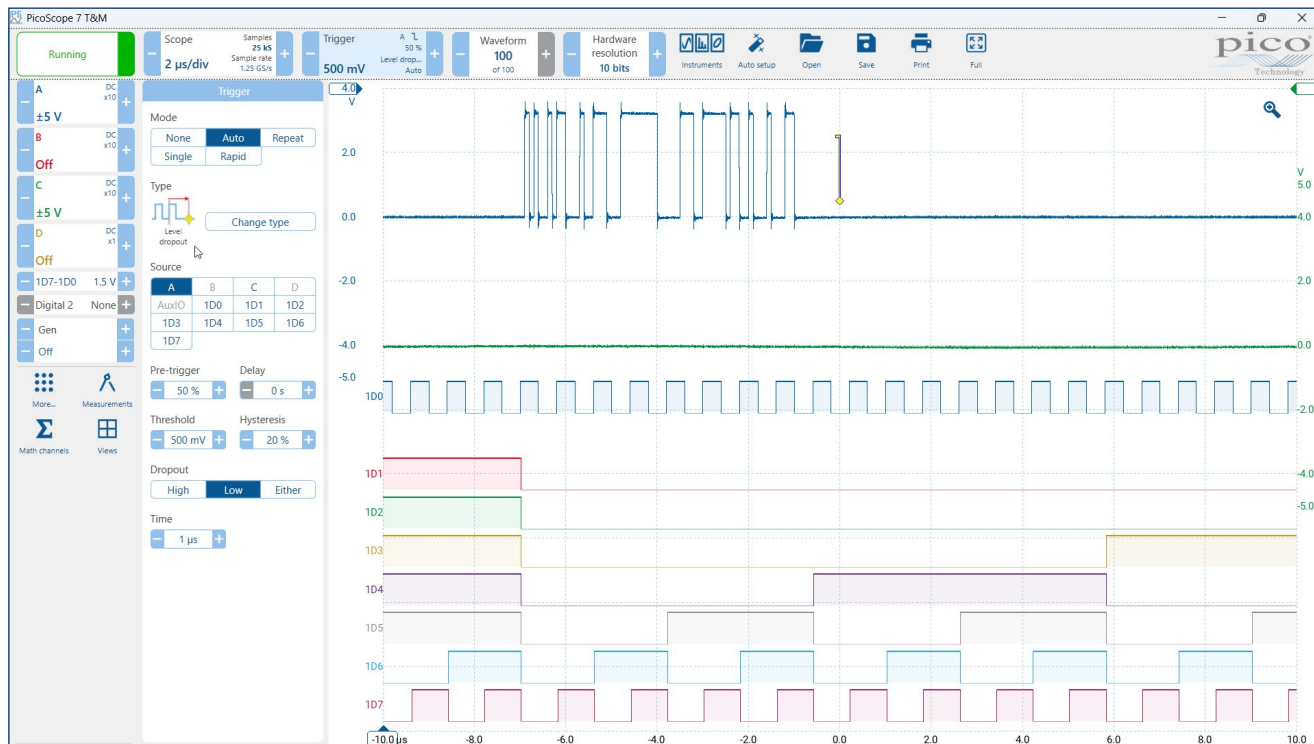 PicoScope 7 T&M
Running
Scope
2 µs/div
Samples
25 kS
Sample rate
1.25 GS/s
Trigger
500 mV
A
50 %
Level drop...
Auto
Waveform
100
of 100
Hardware
resolution
10 bits
Instruments
Auto setup
Open
Save
Print
Full
pico
Technology
A
DC
x10
±5 V
B
DC
x10
Off
C
DC
x10
±5 V
D
DC
x1
Off
1D7-1D0 1.5 V
Digital 2 None
Gen
Off
More...
Measurements
Math channels
Views
Trigger
Mode
None Auto Repeat
Single Rapid
Type
Level
dropout
Change type
Source
A B C D
AuxIO 1D0 1D1 1D2
1D3 1D4 1D5 1D6
1D7
Pre-trigger Delay
50 % 0 s
Threshold Hysteresis
500 mV 20 %
Dropout
High Low Either
Time
1 µs
4.0
V
2.0
0.0
-2.0
-4.0
-5.0
1D0
1D1
1D2
1D3
1D4
1D5
1D6
1D7
V
5.0
4.0
2.0
0.0
-2.0
-4.0
-5.0
-10.0 µs -8.0 -6.0 -4.0 -2.0 0.0 2.0 4.0 6.0 8.0 10.0